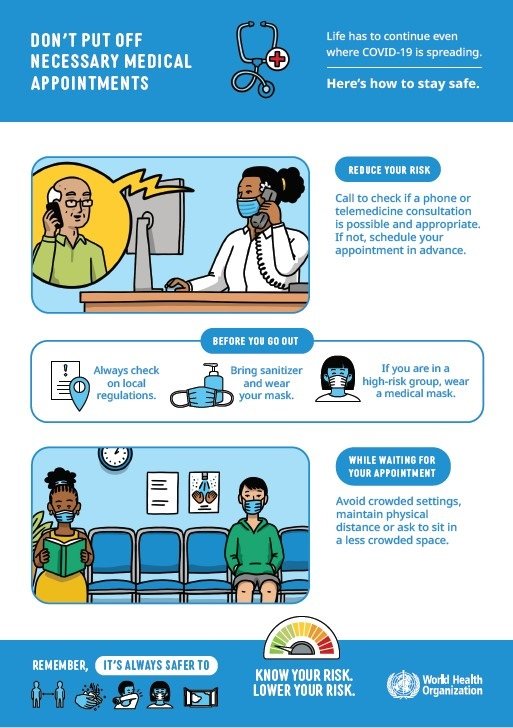 DON'T PUT OFF
NECESSARY MEDICAL
APPOINTMENTS
Life has to continue even
where COVID-19 is spreading.
Here's how to stay safe.
REDUCE YOUR RISK
Call to check if a phone or
telemedicine consultation
is possible and appropriate.
If not, schedule your
appointment in advance.
BEFORE YOU GO OUT
Always check
on local
regulations.
Bring sanitizer
and wear
your mask.
If you are in a
high-risk group, wear
a medical mask.
WHILE WAITING FOR
YOUR APPOINTMENT
Avoid crowded settings,
maintain physical
distance or ask to sit in
a less crowded space.
REMEMBER, IT'S ALWAYS SAFER TO
KNOW YOUR RISK.
LOWER YOUR RISK.
World Health
Organization